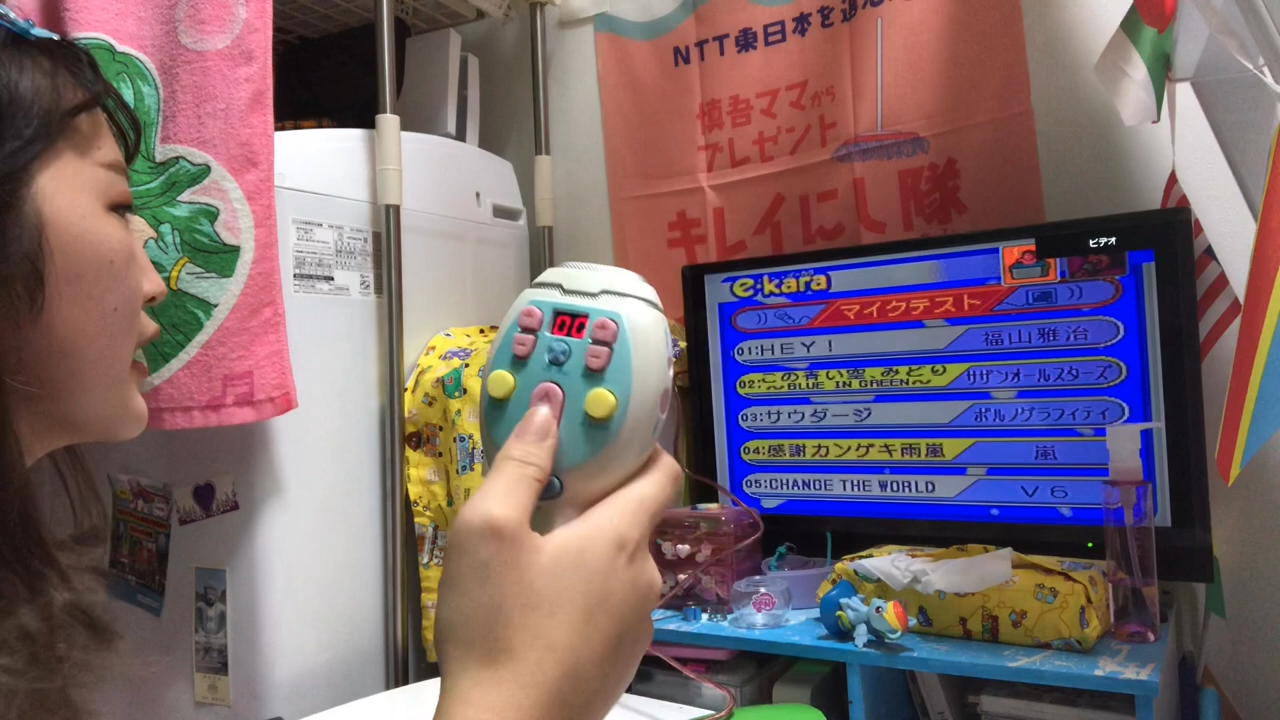 NTT東日本を
慎吾ママから
プレゼント
キレイにし隊
ビデオ
e-kara
マイクテスト
01:HEY! 福山雅治
02:この青い空、みどり
〜BLUE IN GREEN〜 サザンオールスターズ
03:サウダージ ポルノグラフィティ
04:感謝カンゲキ雨嵐 嵐
05:CHANGE THE WORLD V6
00